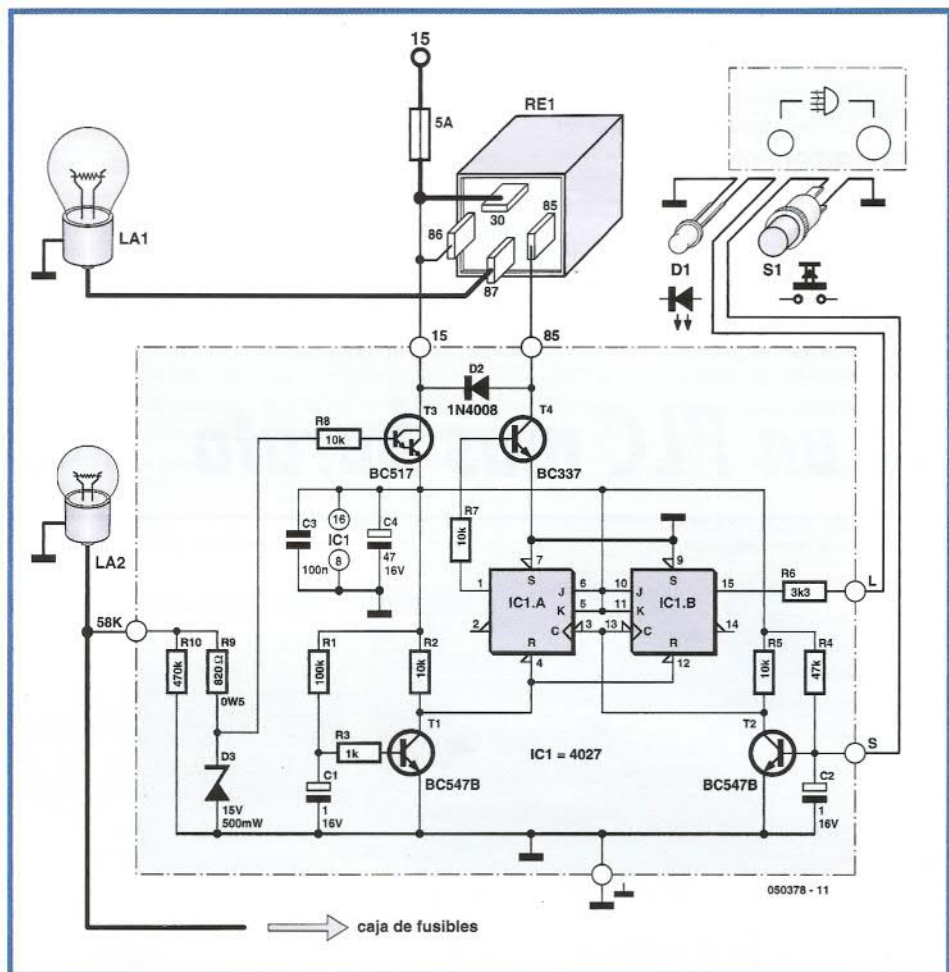 15
5A
RE1
30
85
86
87
LA1
D1
S1
15
85
D2
1N4008
T3
T4
R8
10k
BC517
BC337
LA2
C3
100n
16
IC1
8
C4
47
16V
R7
10k
1
7
S
IC1.A
6
J
10
5
K
11
2
3
C
13
R
4
9
S
IC1.B
J
K
C
R
15
14
12
R6
3k3
L
58K
R10
470k
R9
820Ω
0W5
R1
100k
R2
10k
R5
10k
R4
47k
D3
15V
500mW
R3
1k
C1
1
16V
T1
BC547B
IC1 = 4027
T2
BC547B
S
C2
1
16V
050378 - 11
caja de fusibles